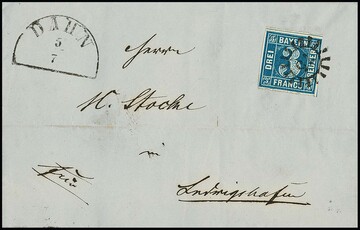 DAHN
5/7
BAYERN
DREI
KREUZER
FRANCO
3
Herrn
H. Stocke
in
Ludwigshafen
frei